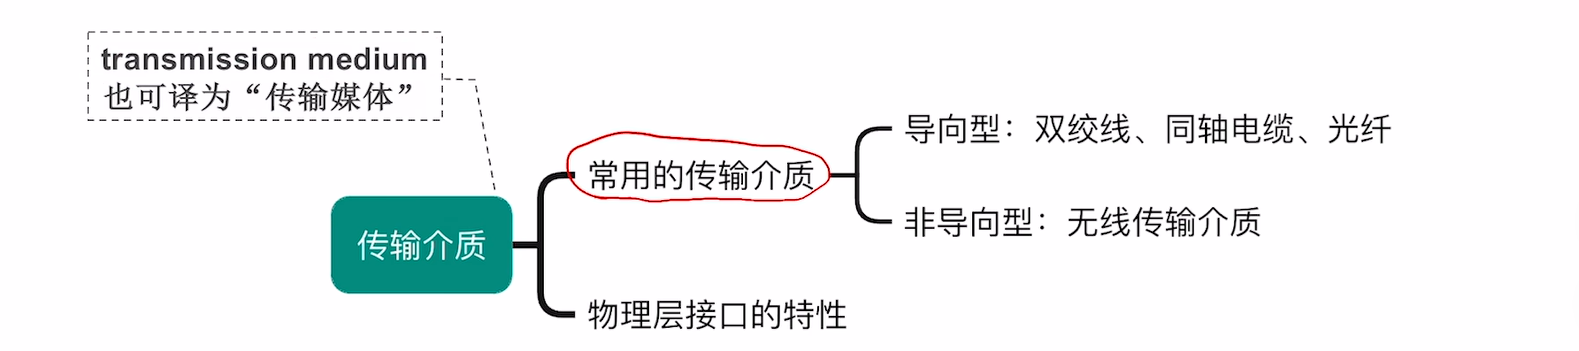 transmission medium
也可译为“传输媒体”
传输介质
常用的传输介质
导向型：双绞线、同轴电缆、光纤
非导向型：无线传输介质
物理层接口的特性